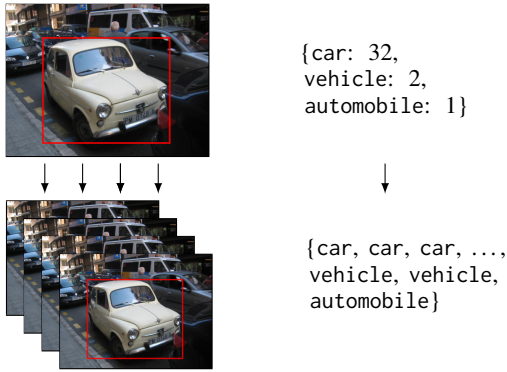 {car: 32,
vehicle: 2,
automobile: 1}
{car, car, car, ...,
vehicle, vehicle,
automobile}